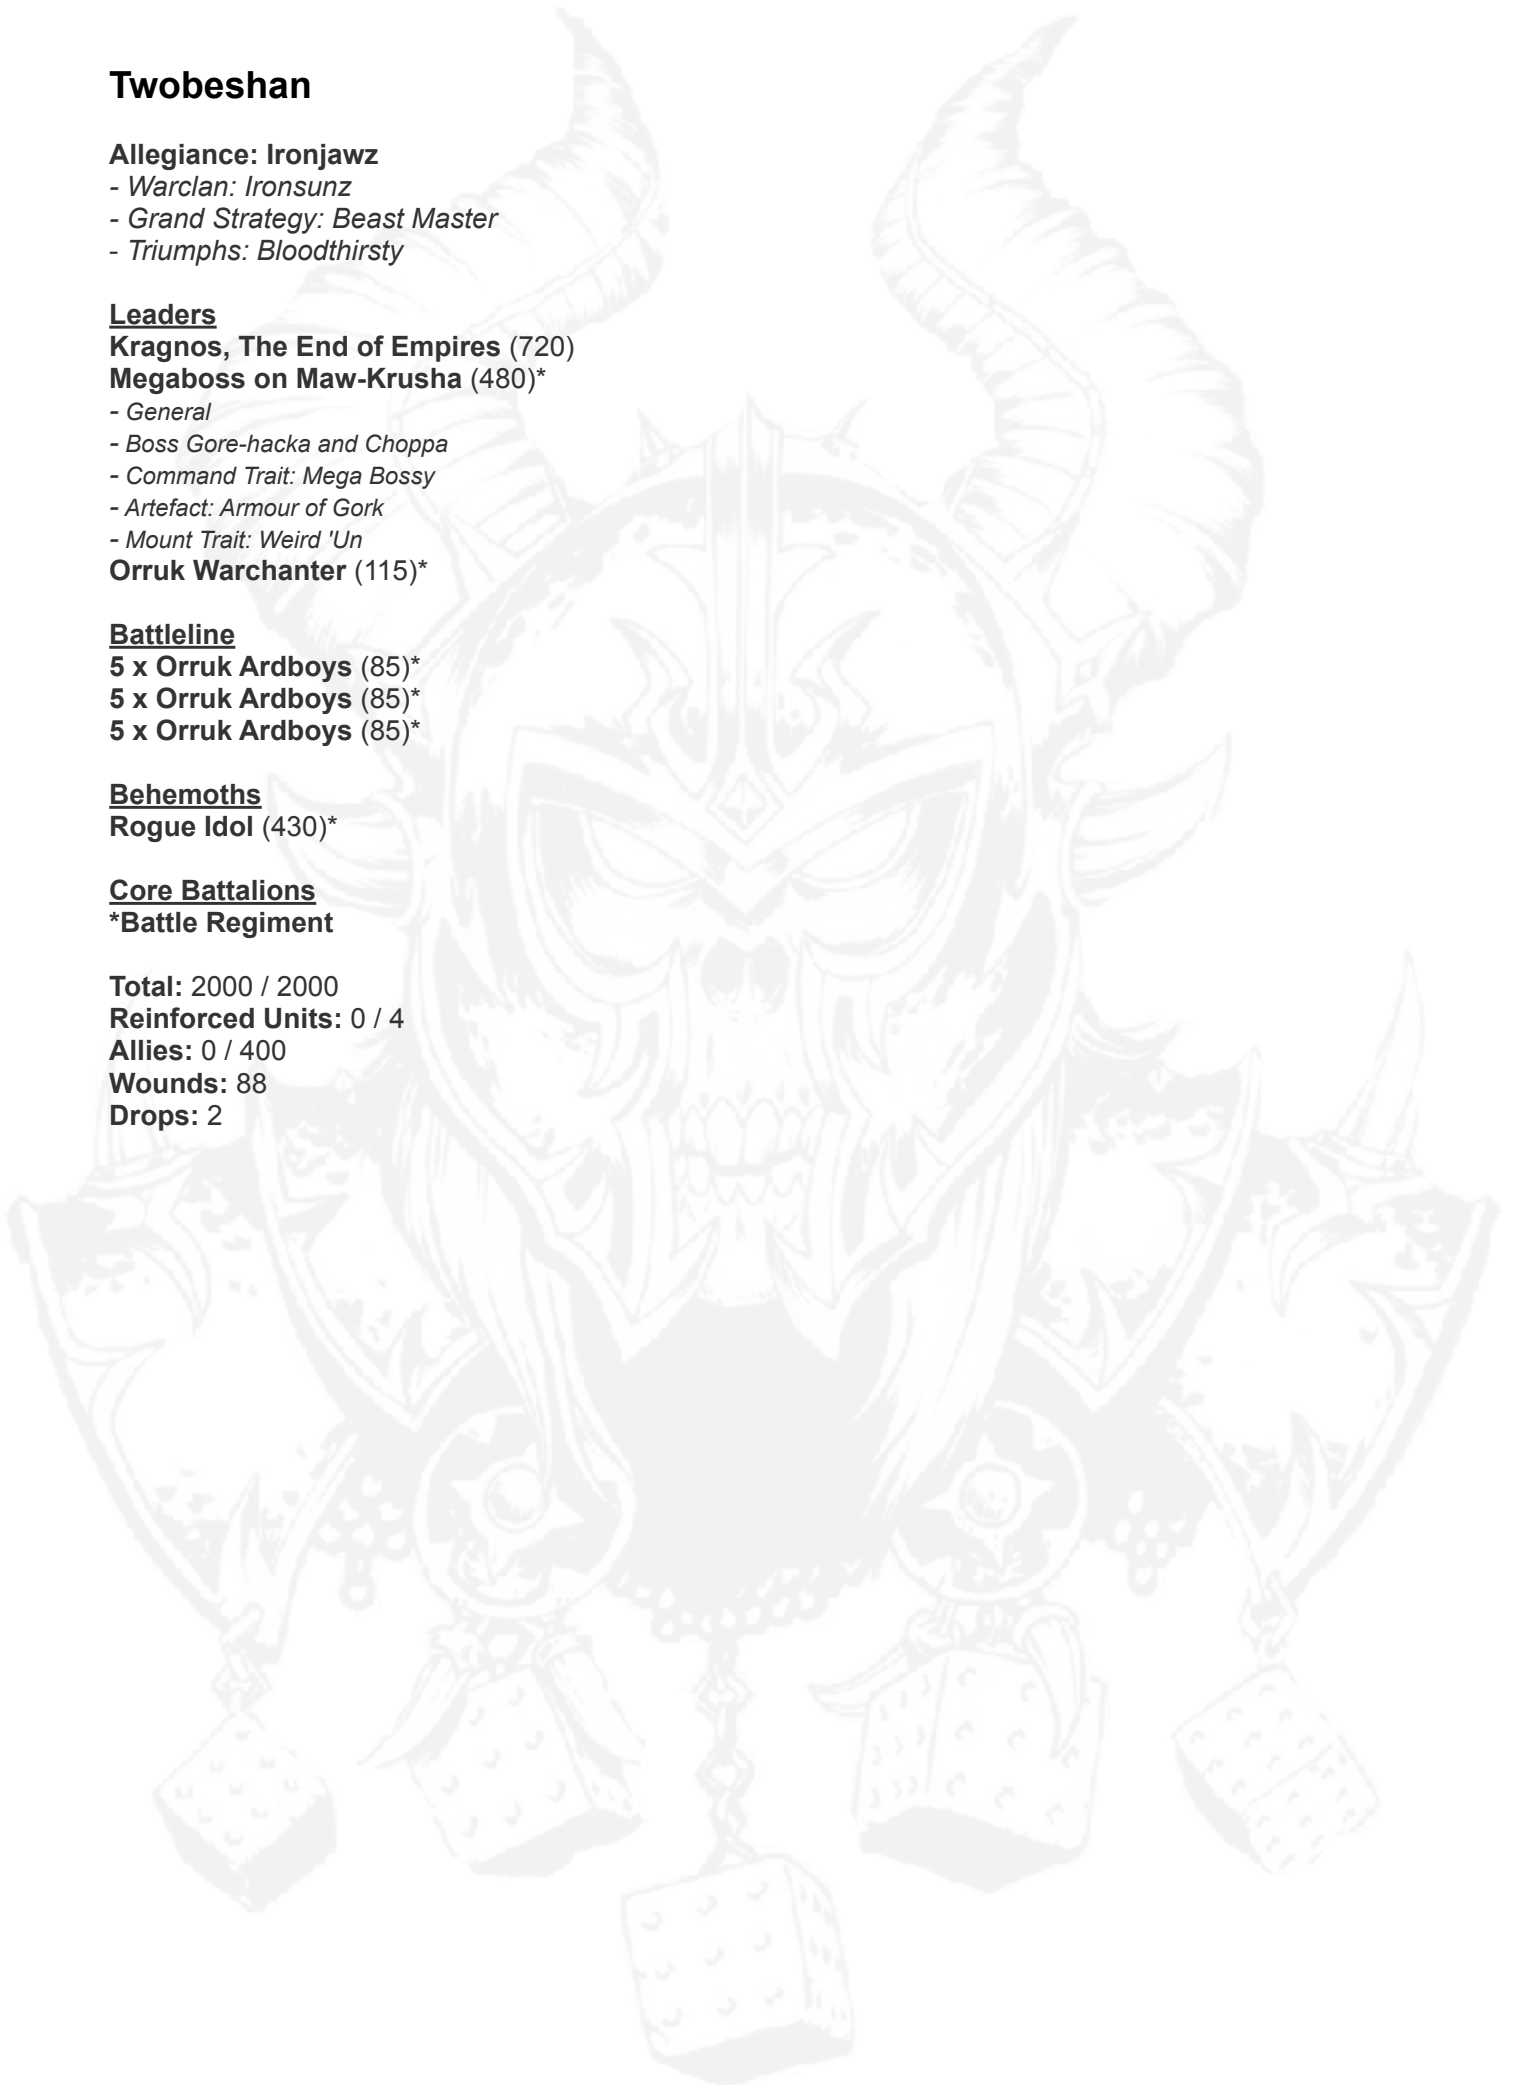 Twobeshan
Allegiance: Ironjawz
- Warclan: Ironsunz
- Grand Strategy: Beast Master
- Triumphs: Bloodthirsty
Leaders
Kragnos, The End of Empires (720)
Megaboss on Maw-Krusha (480)*
- General
- Boss Gore-hacka and Choppa
- Command Trait: Mega Bossy
- Artefact: Armour of Gork
- Mount Trait: Weird 'Un
Orruk Warchanter (115)*
Battleline
5 x Orruk Ardboys (85)*
5 x Orruk Ardboys (85)*
5 x Orruk Ardboys (85)*
Behemoths
Rogue Idol (430)*
Core Battalions
*Battle Regiment
Total: 2000 / 2000
Reinforced Units: 0 / 4
Allies: 0 / 400
Wounds: 88
Drops: 2